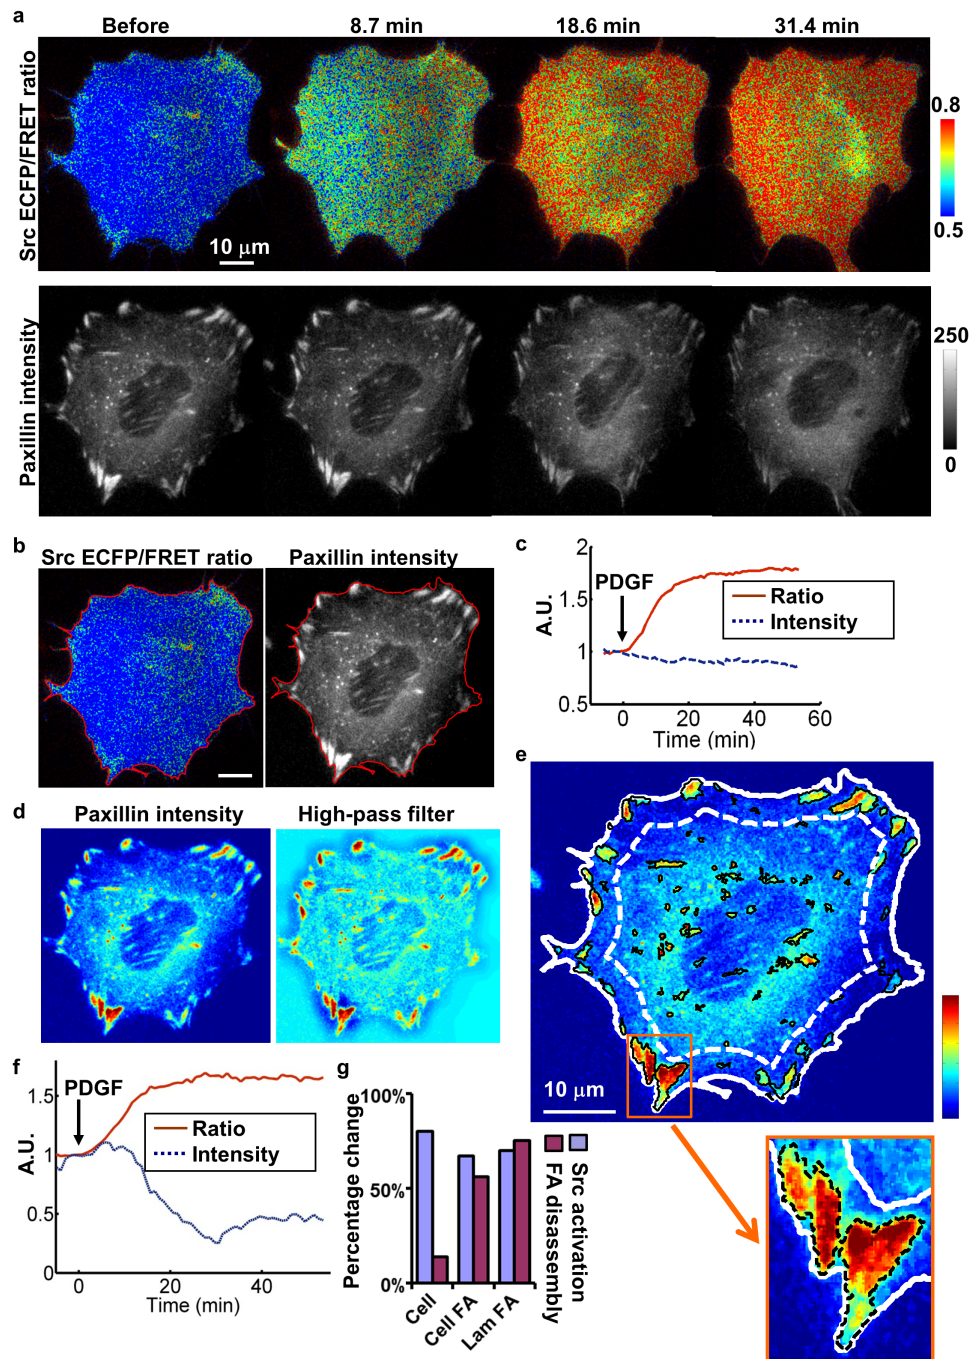 a
Before
8.7 min
18.6 min
31.4 min
Src ECFP/FRET ratio
10 μm
0.8
0.5
Paxillin intensity
250
0
b
Src ECFP/FRET ratio
Paxillin intensity
c
2
1.5
1
0.5
A.U.
PDGF
Ratio
Intensity
0
20
40
60
Time (min)
d
Paxillin intensity
High-pass filter
e
10 μm
f
1.5
1
0.5
0
A.U.
PDGF
Ratio
Intensity
0
20
40
Time (min)
g
100%
50%
0%
Percentage change
Cell
Cell FA
Lam FA
Src activation
FA disassembly